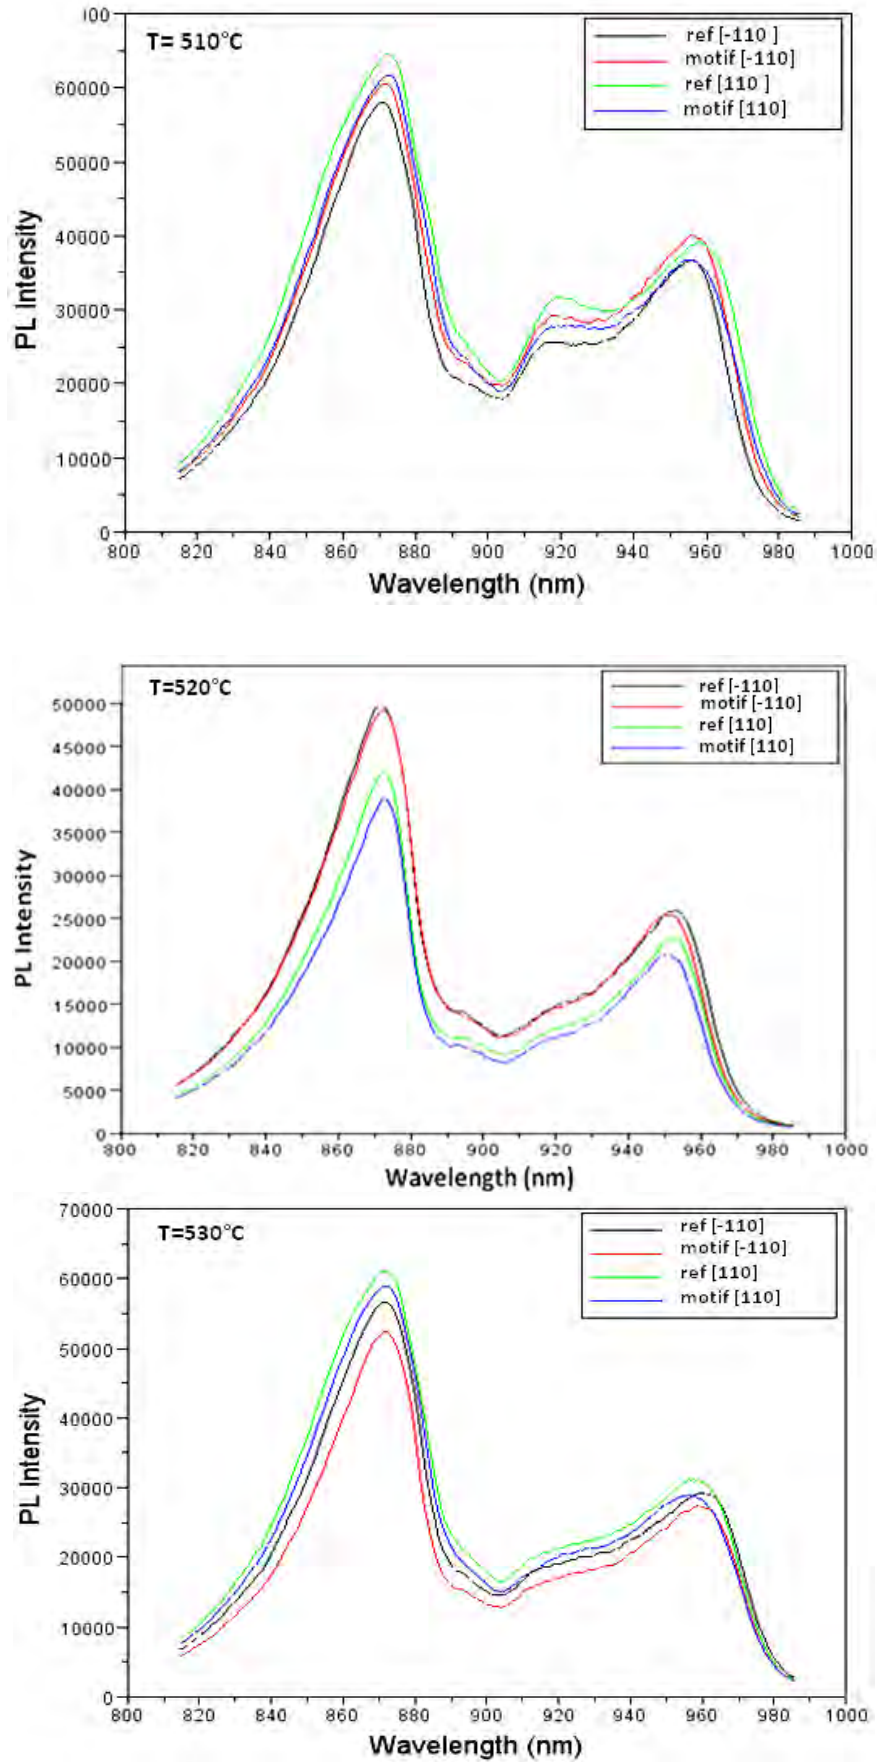 T= 510°C
ref [-110 ]
motif [-110]
ref [110 ]
motif [110]
PL Intensity
00
60000
50000
40000
30000
20000
10000
0
800 820 840 860 880 900 920 940 960 980 1000
Wavelength (nm)
T=520°C
ref [-110]
motif [-110]
ref [110]
motif [110]
PL Intensity
50000
45000
40000
35000
30000
25000
20000
15000
10000
5000
0
800 820 840 860 880 900 920 940 960 980 1000
Wavelength (nm)
T=530°C
ref [-110]
motif [-110]
ref [110]
motif [110]
PL Intensity
70000
60000
50000
40000
30000
20000
10000
0
800 820 840 860 880 900 920 940 960 980 1000
Wavelength (nm)